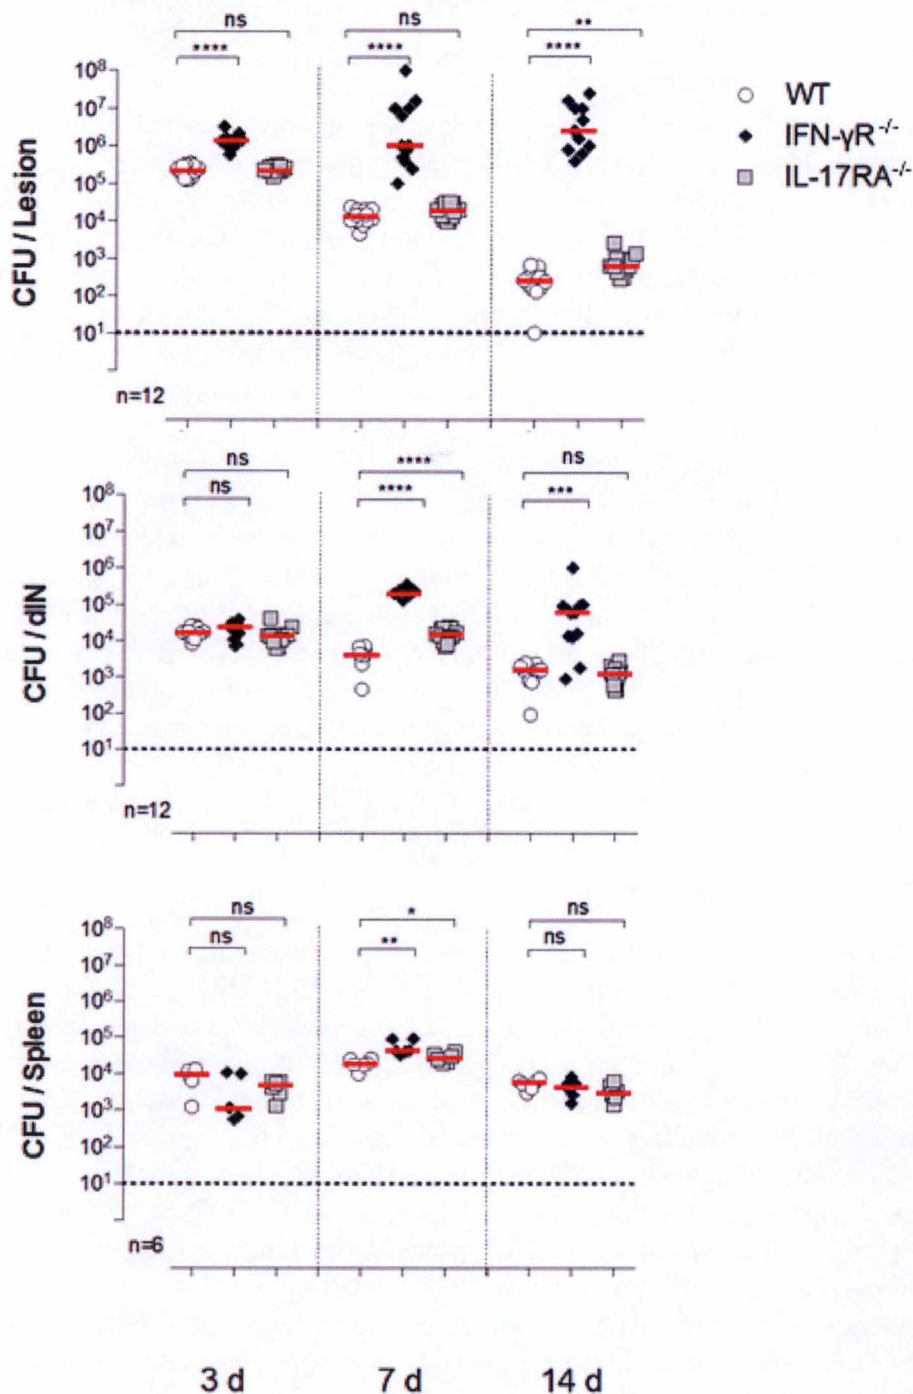 ns ns **
**** **** ****
10⁸
10⁷
10⁶
10⁵
10⁴
10³
10²
10¹
CFU / Lesion
n=12
WT
IFN-γR⁻/⁻
IL-17RA⁻/⁻
ns **** ns
ns **** ***
10⁸
10⁷
10⁶
10⁵
10⁴
10³
10²
10¹
CFU / dlN
n=12
ns * ns
ns ** ns
10⁸
10⁷
10⁶
10⁵
10⁴
10³
10²
10¹
CFU / Spleen
n=6
3 d 7 d 14 d